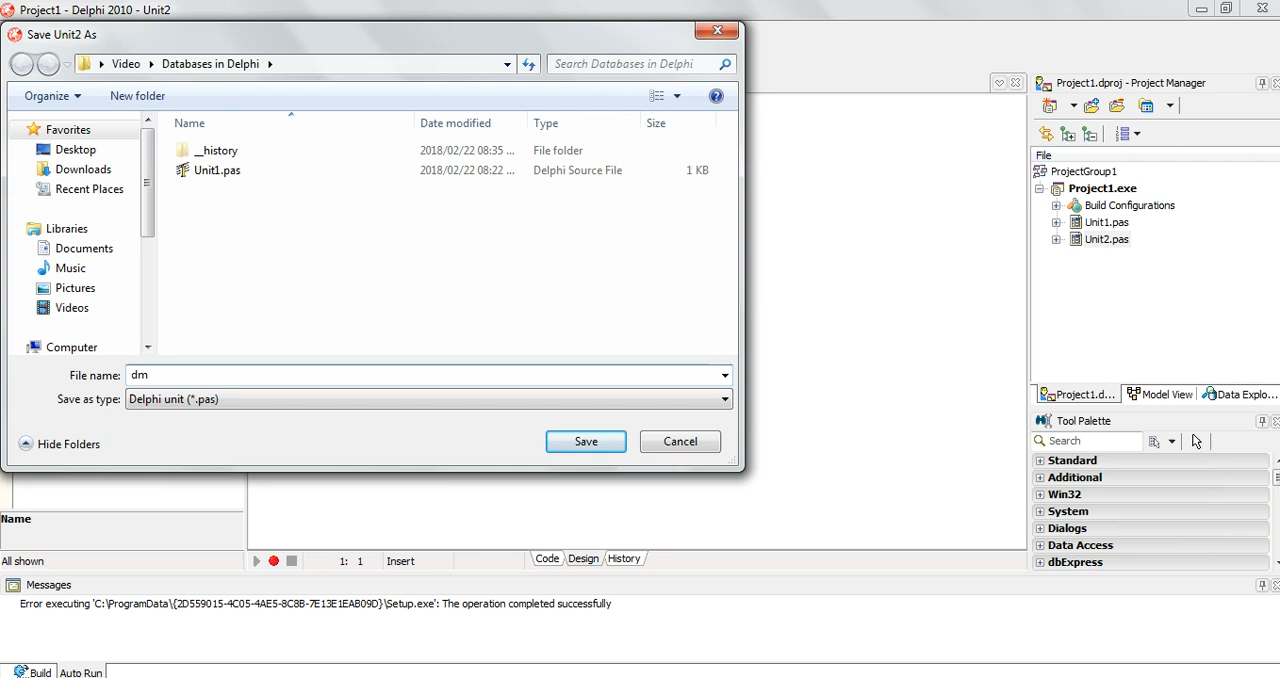 Project1 - Delphi 2010 - Unit2
Save Unit2 As
Video Databases in Delphi
Search Databases in Delphi
Organize New folder
Name Date modified Type Size
Favorites
Desktop
Downloads
Recent Places
Libraries
Documents
Music
Pictures
Videos
Computer
__history 2018/02/22 08:35 ... File folder
Unit1.pas 2018/02/22 08:22 ... Delphi Source File 1 KB
File name: dm
Save as type: Delphi unit (*.pas)
Hide Folders
Save Cancel
Project1.dproj - Project Manager
File
ProjectGroup1
Project1.exe
Build Configurations
Unit1.pas
Unit2.pas
Project1.d... Model View Data Explo...
Tool Palette
Search
Standard
Additional
Win32
System
Dialogs
Data Access
dbExpress
Name
All shown
1: 1 Insert
Code Design History
Messages
Error executing 'C:\ProgramData\{2D559015-4C05-4AE5-8C8B-7E13E1EAB09D}\Setup.exe': The operation completed successfully
Build Auto Run